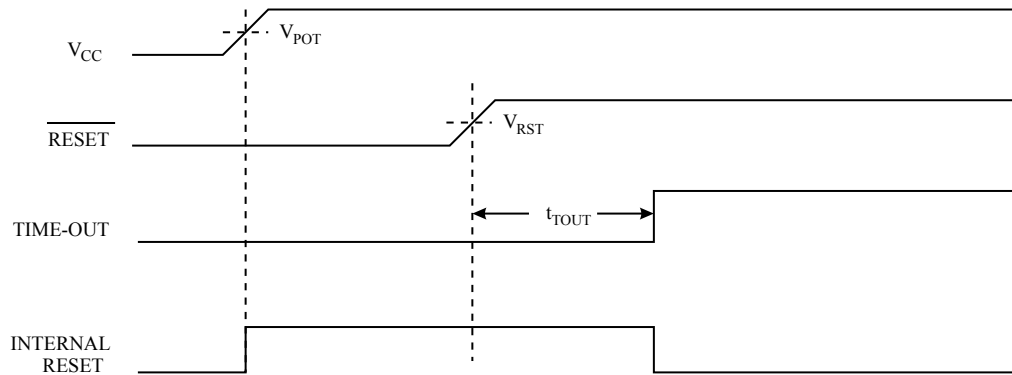 V_POT
V_CC
V_RST
RESET
t_TOUT
TIME-OUT
INTERNAL
RESET